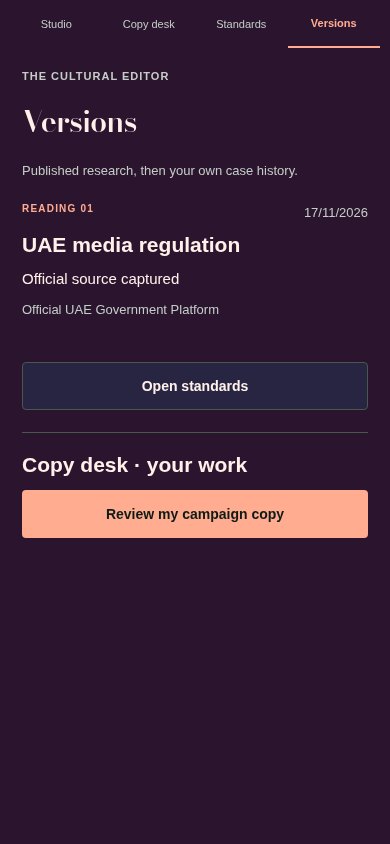 Studio
Copy desk
Standards
Versions
THE CULTURAL EDITOR
Versions
Published research, then your own case history.
READING 01
17/11/2026
UAE media regulation
Official source captured
Official UAE Government Platform
Open standards
Copy desk · your work
Review my campaign copy